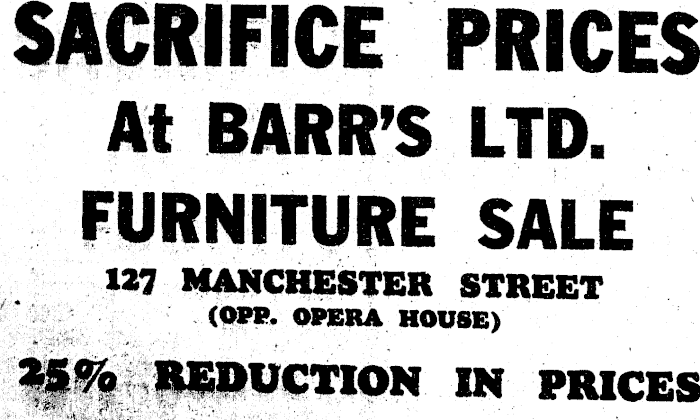 SACRIFICE PRICES
At BARR'S LTD.
FURNITURE SALE
127 MANCHESTER STREET
(OPP. OPERA HOUSE)
25% REDUCTION IN PRICES